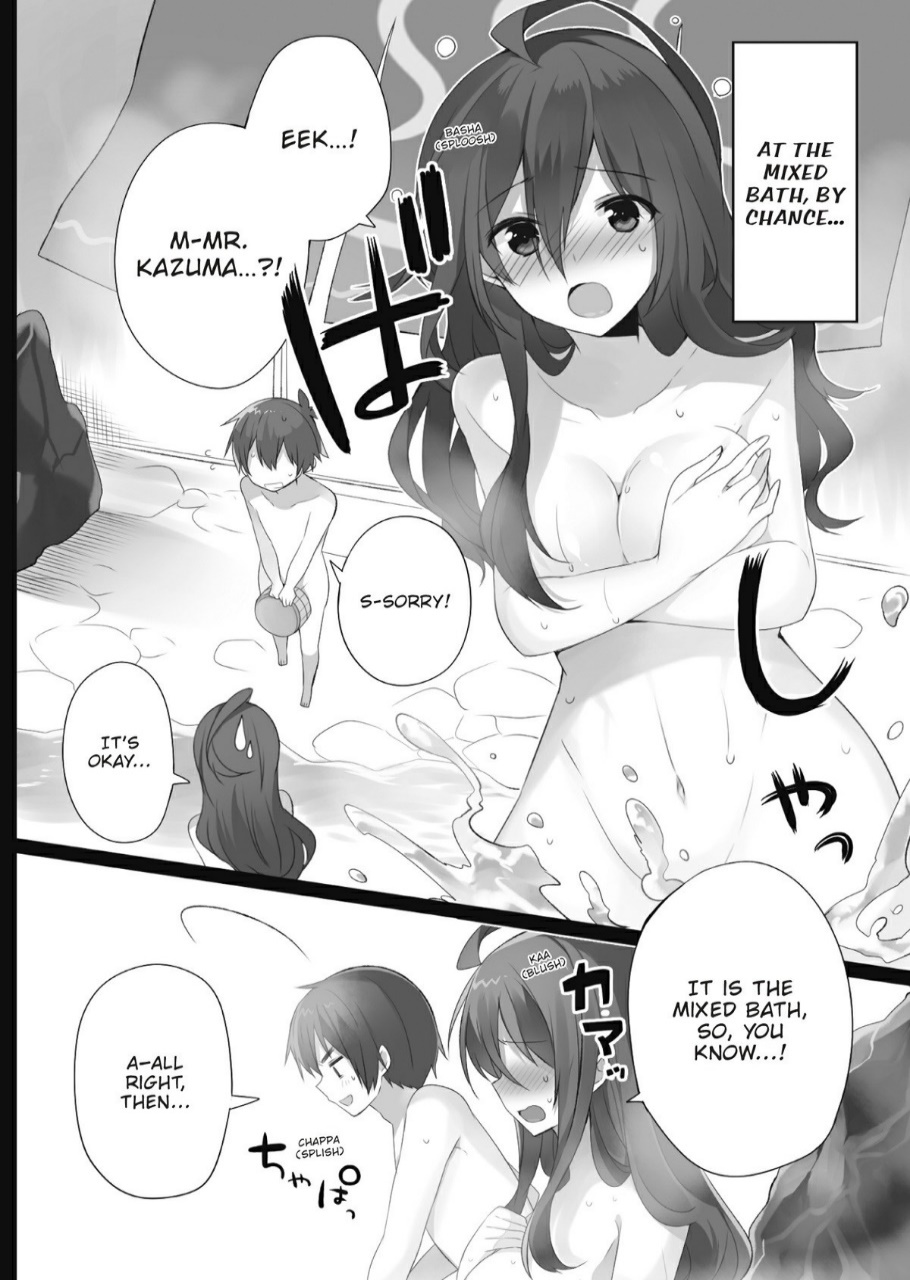 AT THE
MIXED
BATH, BY
CHANCE...
BASHA
(SPLOOSH)
ばしゃっ
EEK...!
M-MR.
KAZUMA...?!
S-SORRY!
IT'S
OKAY...
IT IS THE
MIXED BATH,
SO, YOU
KNOW...!
KAA
(BLUSH)
カァッ
A-ALL
RIGHT,
THEN...
CHAPPA
(SPLISH)
ちゃぱっ